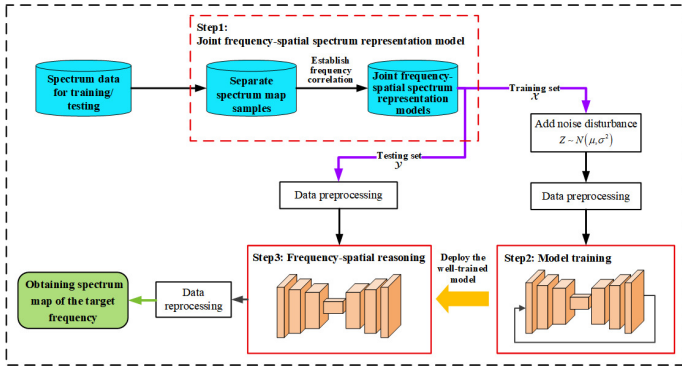 Step1:
Joint frequency-spatial spectrum representation model
Spectrum data
for training/
testing
Separate
spectrum map
samples
Establish
frequency
correlation
Joint frequency-
spatial spectrum
representation
models
Training set
x
Add noise disturbance
Z ~ N(μ,σ²)
Data preprocessing
Testing set
y
Data preprocessing
Step2: Model training
Deploy the
well-trained
model
Step3: Frequency-spatial reasoning
Data
reprocessing
Obtaining spectrum
map of the target
frequency